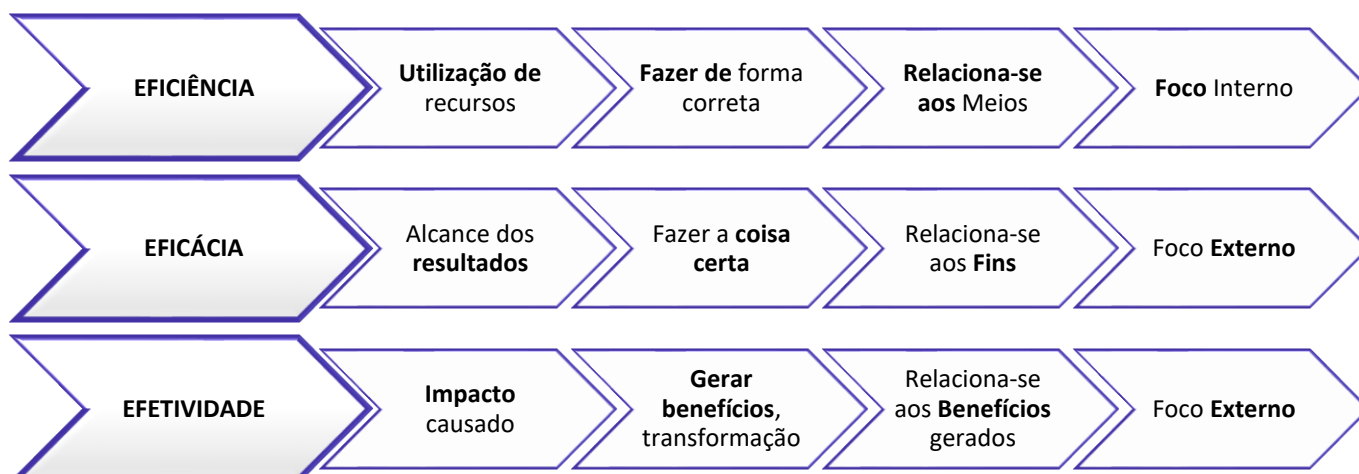 EFICIÊNCIA
Utilização de
recursos
Fazer de forma
correta
Relaciona-se
aos Meios
Foco Interno
EFICÁCIA
Alcance dos
resultados
Fazer a coisa
certa
Relaciona-se
aos Fins
Foco Externo
EFETIVIDADE
Impacto
causado
Gerar
benefícios,
transformação
Relaciona-se
aos Benefícios
gerados
Foco Externo